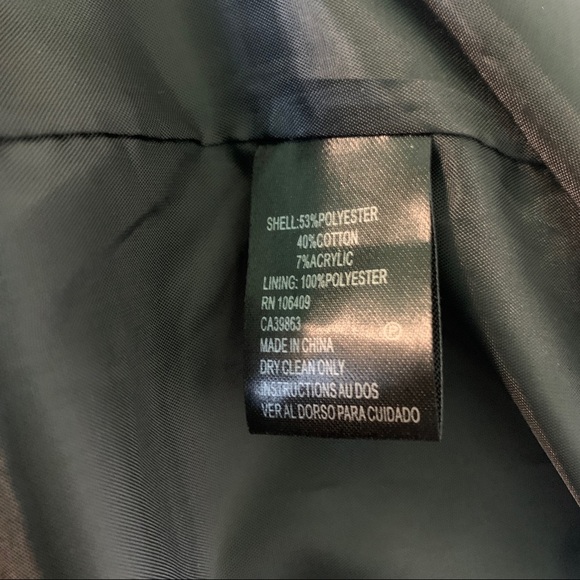 SHELL:53%POLYESTER
40%COTTON
7%ACRYLIC
LINING: 100%POLYESTER
RN 106409
CA39863
P
MADE IN CHINA
DRY CLEAN ONLY
INSTRUCTIONS AU DOS
VER AL DORSO PARA CUIDADO